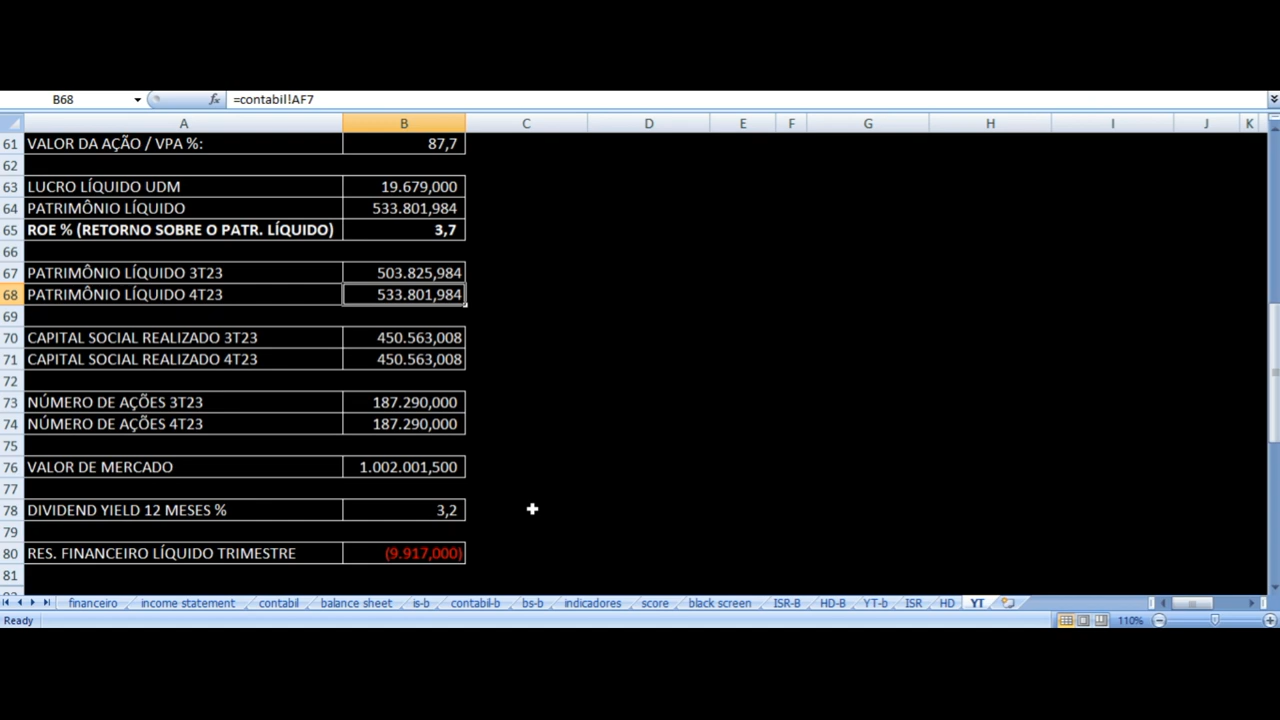 B68 fx =contabil!AF7
A B C D E F G H I J K
61 VALOR DA AÇÃO / VPA %: 87,7
62
63 LUCRO LÍQUIDO UDM 19.679,000
64 PATRIMÔNIO LÍQUIDO 533.801,984
65 ROE % (RETORNO SOBRE O PATR. LÍQUIDO) 3,7
66
67 PATRIMÔNIO LÍQUIDO 3T23 503.825,984
68 PATRIMÔNIO LÍQUIDO 4T23 533.801,984
69
70 CAPITAL SOCIAL REALIZADO 3T23 450.563,008
71 CAPITAL SOCIAL REALIZADO 4T23 450.563,008
72
73 NÚMERO DE AÇÕES 3T23 187.290,000
74 NÚMERO DE AÇÕES 4T23 187.290,000
75
76 VALOR DE MERCADO 1.002.001,500
77
78 DIVIDEND YIELD 12 MESES % 3,2
79
80 RES. FINANCEIRO LÍQUIDO TRIMESTRE (9.917,000)
81
financeiro income statement contabil balance sheet is-b contabil-b bs-b indicadores score black screen ISR-B HD-B YT-b ISR HD YT
Ready 110%